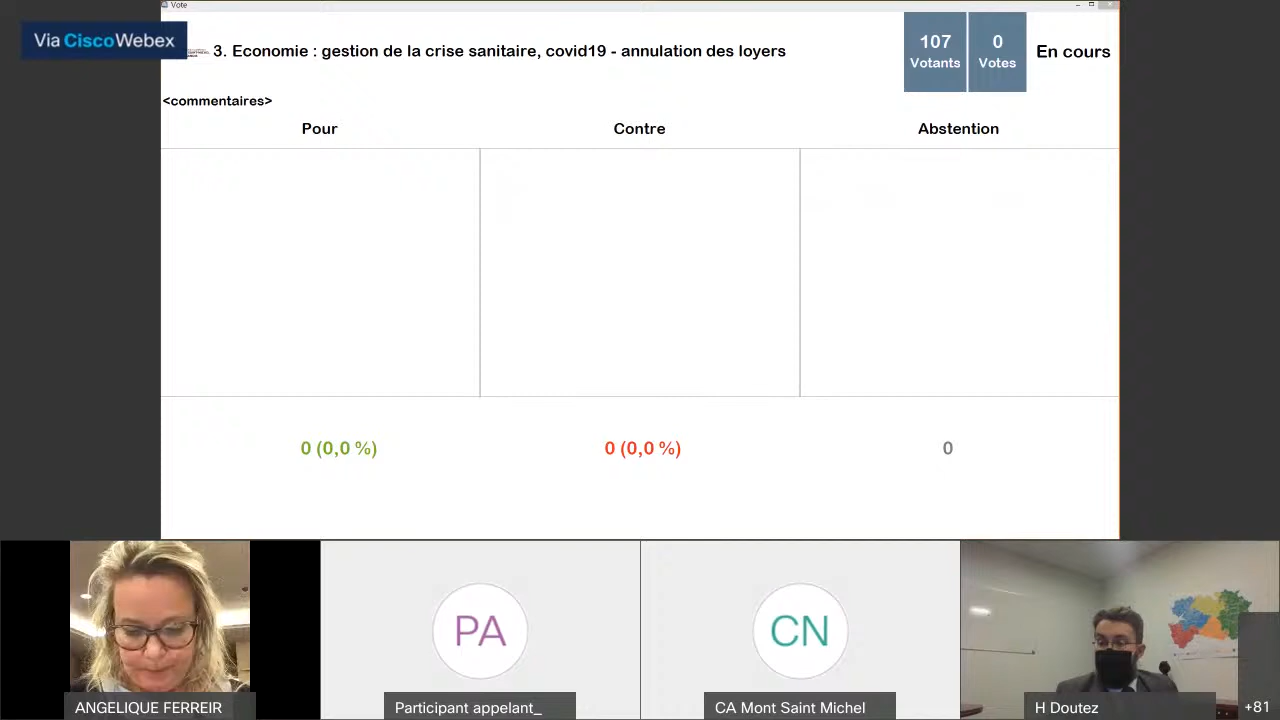 Vote
Via Cisco Webex
3. Economie : gestion de la crise sanitaire, covid19 - annulation des loyers
107
Votants
0
Votes
En cours
<commentaires>
Pour
Contre
Abstention
0 (0,0 %)
0 (0,0 %)
0
PA
CN
ANGELIQUE FERREIR
Participant appelant_
CA Mont Saint Michel
H Doutez
+81